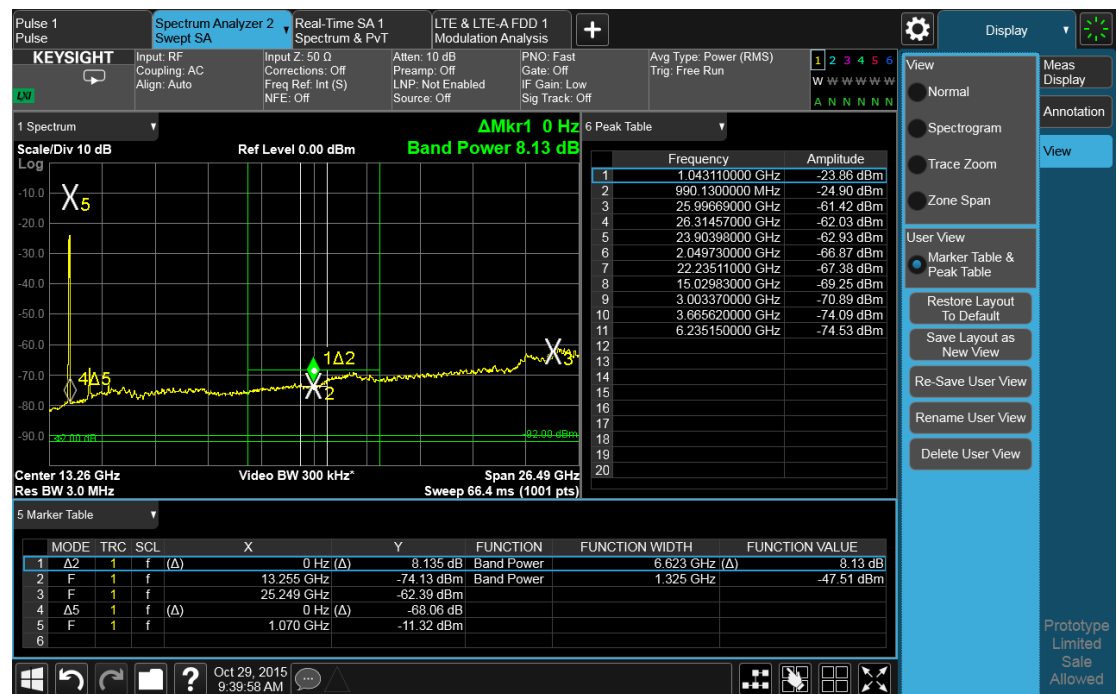 Pulse 1
Pulse
Spectrum Analyzer 2
Swept SA
Real-Time SA 1
Spectrum & PvT
LTE & LTE-A FDD 1
Modulation Analysis
+
Display
KEYSIGHT
LXI
Input: RF
Coupling: AC
Align: Auto
Input Z: 50 Ω
Corrections: Off
Freq Ref: Int (S)
NFE: Off
Atten: 10 dB
Preamp: Off
LNP: Not Enabled
Source: Off
PNO: Fast
Gate: Off
IF Gain: Low
Sig Track: Off
Avg Type: Power (RMS)
Trig: Free Run
1 2 3 4 5 6
W W W W W W
A N N N N N
1 Spectrum
Scale/Div 10 dB
Log
Ref Level 0.00 dBm
ΔMkr1 0 Hz
Band Power 8.13 dB
-10.0
-20.0
-30.0
-40.0
-50.0
-60.0
-70.0
-80.0
-90.0
5
4Δ5
1Δ2
2
3
-92.00 dB
-92.00 dBm
Center 13.26 GHz
Res BW 3.0 MHz
Video BW 300 kHz*
Span 26.49 GHz
Sweep 66.4 ms (1001 pts)
6 Peak Table
Frequency Amplitude
1 1.043110000 GHz -23.86 dBm
2 990.1300000 MHz -24.90 dBm
3 25.99669000 GHz -61.42 dBm
4 26.31457000 GHz -62.03 dBm
5 23.90398000 GHz -62.93 dBm
6 2.049730000 GHz -66.87 dBm
7 22.23511000 GHz -67.38 dBm
8 15.02983000 GHz -69.25 dBm
9 3.003370000 GHz -70.89 dBm
10 3.665620000 GHz -74.09 dBm
11 6.235150000 GHz -74.53 dBm
12
13
14
15
16
17
18
19
20
5 Marker Table
MODE TRC SCL X Y FUNCTION FUNCTION WIDTH FUNCTION VALUE
1 Δ2 1 f (Δ) 0 Hz (Δ) 8.135 dB Band Power 6.623 GHz (Δ) 8.13 dB
2 F 1 f 13.255 GHz -74.13 dBm Band Power 1.325 GHz -47.51 dBm
3 F 1 f 25.249 GHz -62.39 dBm
4 Δ5 1 f (Δ) 0 Hz (Δ) -68.06 dB
5 F 1 f 1.070 GHz -11.32 dBm
6
View
Normal
Spectrogram
Trace Zoom
Zone Span
User View
Marker Table &
Peak Table
Restore Layout
To Default
Save Layout as
New View
Re-Save User View
Rename User View
Delete User View
Meas
Display
Annotation
View
Prototype
Limited
Sale
Allowed
?
Oct 29, 2015
9:39:58 AM